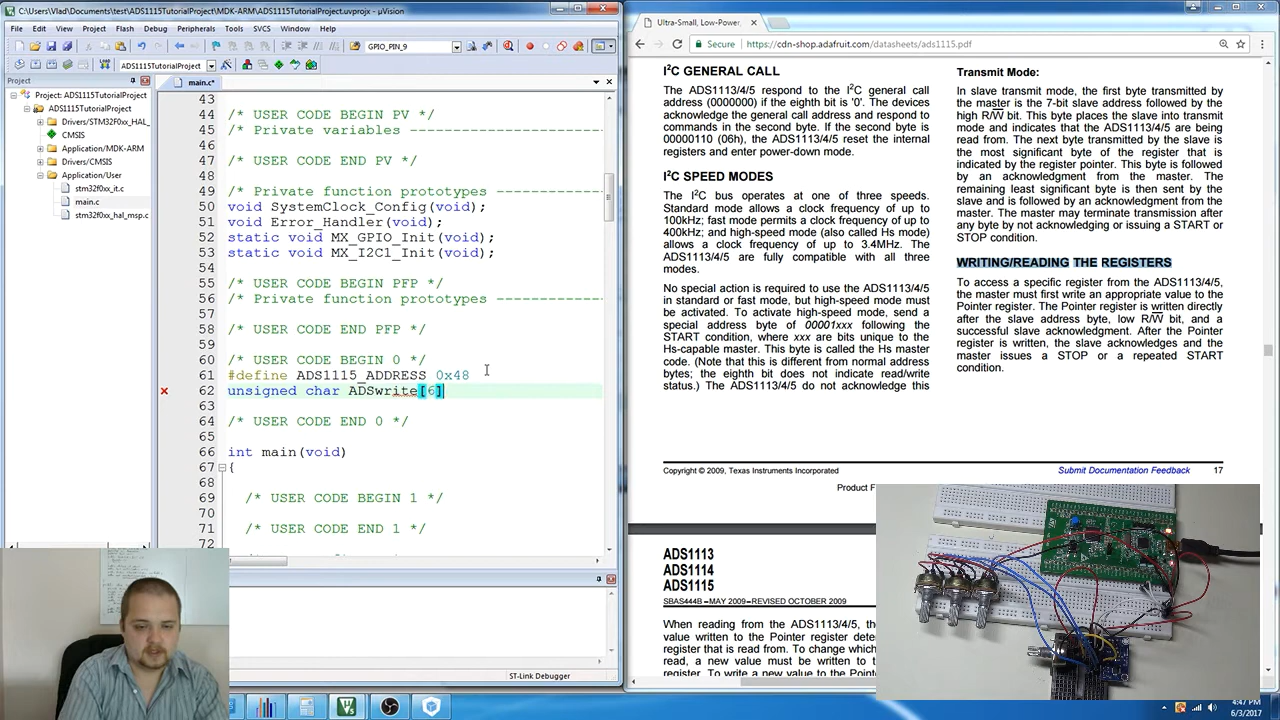 C:\Users\Vlad\Documents\test\ADS1115TutorialProject\MDK-ARM\ADS1115TutorialProject.uvprojx - µVision
File Edit View Project Flash Debug Peripherals Tools SVCS Window Help
GPIO_PIN_9
ADS1115TutorialProject
Project
Project: ADS1115TutorialProject
ADS1115TutorialProject
Drivers/STM32F0xx_HAL_
CMSIS
Application/MDK-ARM
Drivers/CMSIS
Application/User
stm32f0xx_it.c
main.c
stm32f0xx_hal_msp.c
main.c*
43
44 /* USER CODE BEGIN PV */
45 /* Private variables ----------------------
46
47 /* USER CODE END PV */
48
49 /* Private function prototypes -------------
50 void SystemClock_Config(void);
51 void Error_Handler(void);
52 static void MX_GPIO_Init(void);
53 static void MX_I2C1_Init(void);
54
55 /* USER CODE BEGIN PFP */
56 /* Private function prototypes -------------
57
58 /* USER CODE END PFP */
59
60 /* USER CODE BEGIN 0 */
61 #define ADS1115_ADDRESS 0x48
62 unsigned char ADSwrite[6]
63
64 /* USER CODE END 0 */
65
66 int main(void)
67 {
68
69 /* USER CODE BEGIN 1 */
70
71 /* USER CODE END 1 */
72
ST-Link Debugger
Ultra-Small, Low-Power,
Secure https://cdn-shop.adafruit.com/datasheets/ads1115.pdf
I²C GENERAL CALL
The ADS1113/4/5 respond to the I²C general call
address (0000000) if the eighth bit is '0'. The devices
acknowledge the general call address and respond to
commands in the second byte. If the second byte is
00000110 (06h), the ADS1113/4/5 reset the internal
registers and enter power-down mode.
I²C SPEED MODES
The I²C bus operates at one of three speeds.
Standard mode allows a clock frequency of up to
100kHz; fast mode permits a clock frequency of up to
400kHz; and high-speed mode (also called Hs mode)
allows a clock frequency of up to 3.4MHz. The
ADS1113/4/5 are fully compatible with all three
modes.
No special action is required to use the ADS1113/4/5
in standard or fast mode, but high-speed mode must
be activated. To activate high-speed mode, send a
special address byte of 00001xxx following the
START condition, where xxx are bits unique to the
Hs-capable master. This byte is called the Hs master
code. (Note that this is different from normal address
bytes; the eighth bit does not indicate read/write
status.) The ADS1113/4/5 do not acknowledge this
Transmit Mode:
In slave transmit mode, the first byte transmitted by
the master is the 7-bit slave address followed by the
high R/W bit. This byte places the slave into transmit
mode and indicates that the ADS1113/4/5 are being
read from. The next byte transmitted by the slave is
the most significant byte of the register that is
indicated by the register pointer. This byte is followed
by an acknowledgment from the master. The
remaining least significant byte is then sent by the
slave and is followed by an acknowledgment from the
master. The master may terminate transmission after
any byte by not acknowledging or issuing a START or
STOP condition.
WRITING/READING THE REGISTERS
To access a specific register from the ADS1113/4/5,
the master must first write an appropriate value to the
Pointer register. The Pointer register is written directly
after the slave address byte, low R/W bit, and a
successful slave acknowledgment. After the Pointer
register is written, the slave acknowledges and the
master issues a STOP or a repeated START
condition.
Copyright © 2009, Texas Instruments Incorporated
Submit Documentation Feedback 17
Product F
ADS1113
ADS1114
ADS1115
SBAS444B–MAY 2009–REVISED OCTOBER 2009
When reading from the ADS1113/4/5, the
value written to the Pointer register dete
register that is read from. To change which
read, a new value must be written to t
register. To write a new value to the Pointe
4:47 PM
6/3/2017